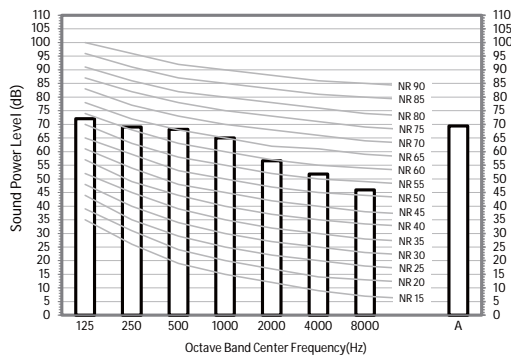 110 110
100 100
90 90
80 80
70 70
60 60
50 50
40 40
30 30
20 20
10 10
0 0
105 105
95 95
85 85
75 75
65 65
55 55
45 45
35 35
25 25
15 15
5 5
Sound Power Level (dB)
NR 90
NR 85
NR 80
NR 75
NR 70
NR 65
NR 60
NR 55
NR 50
NR 45
NR 40
NR 35
NR 30
NR 25
NR 20
NR 15
125 250 500 1000 2000 4000 8000 A
Octave Band Center Frequency(Hz)